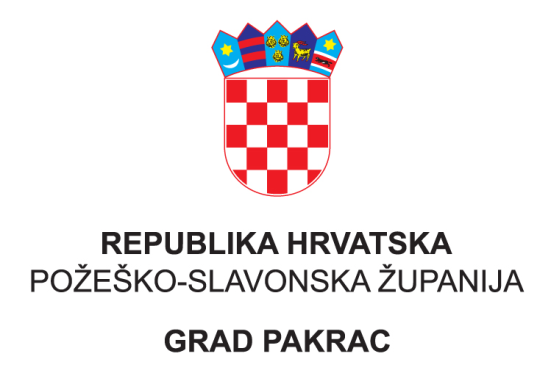 REPUBLIKA HRVATSKA
POŽEŠKO-SLAVONSKA ŽUPANIJA
GRAD PAKRAC